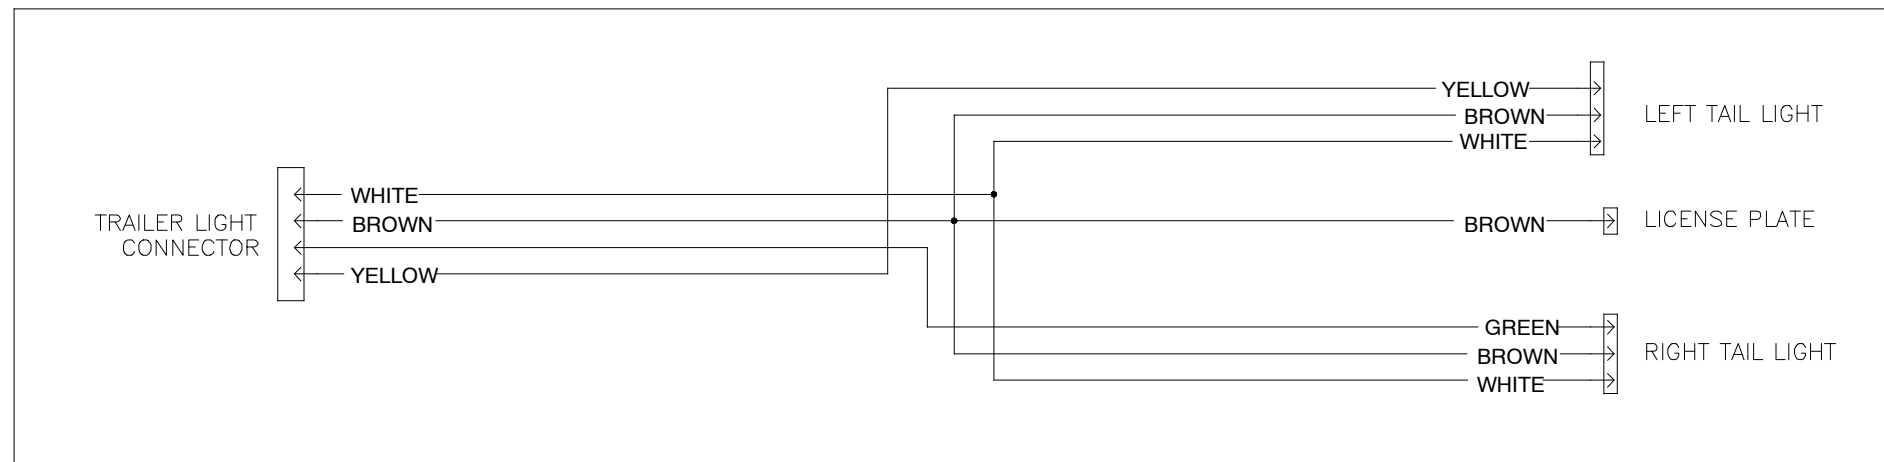 YELLOW
BROWN
WHITE
LEFT TAIL LIGHT
WHITE
BROWN
YELLOW
TRAILER LIGHT
CONNECTOR
BROWN
LICENSE PLATE
GREEN
BROWN
WHITE
RIGHT TAIL LIGHT